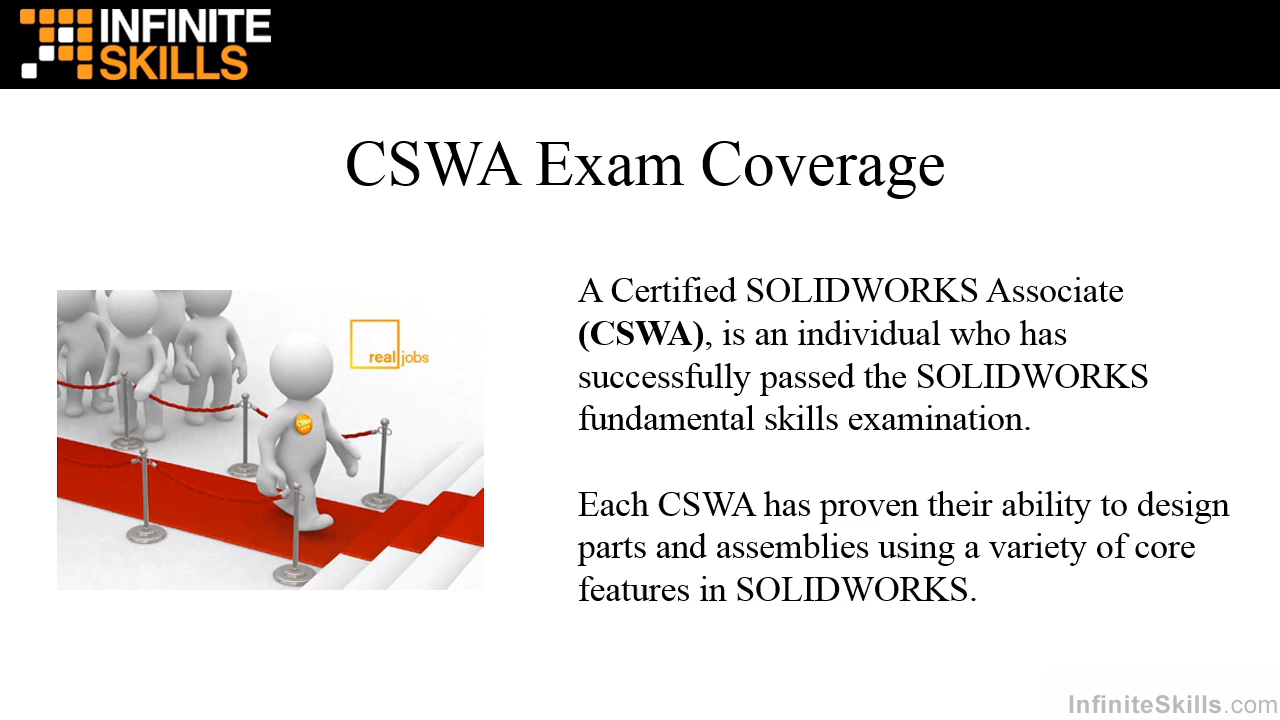 INFINITE
SKILLS
CSWA Exam Coverage
real jobs
A Certified SOLIDWORKS Associate
(CSWA), is an individual who has
successfully passed the SOLIDWORKS
fundamental skills examination.
Each CSWA has proven their ability to design
parts and assemblies using a variety of core
features in SOLIDWORKS.
InfiniteSkills.com